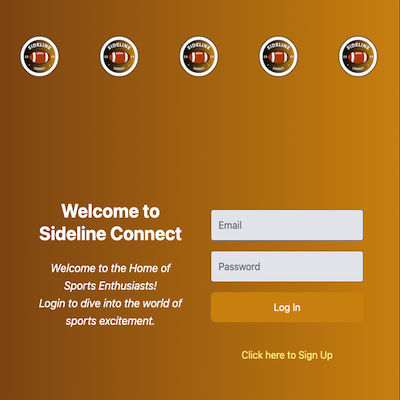 SIDELINE
CONNECT
SIDELINE
CONNECT
SIDELINE
CONNECT
SIDELINE
CONNECT
SIDELINE
CONNECT
Welcome to
Sideline Connect
Welcome to the Home of
Sports Enthusiasts!
Login to dive into the world of
sports excitement.
Email
Password
Log In
Click here to Sign Up